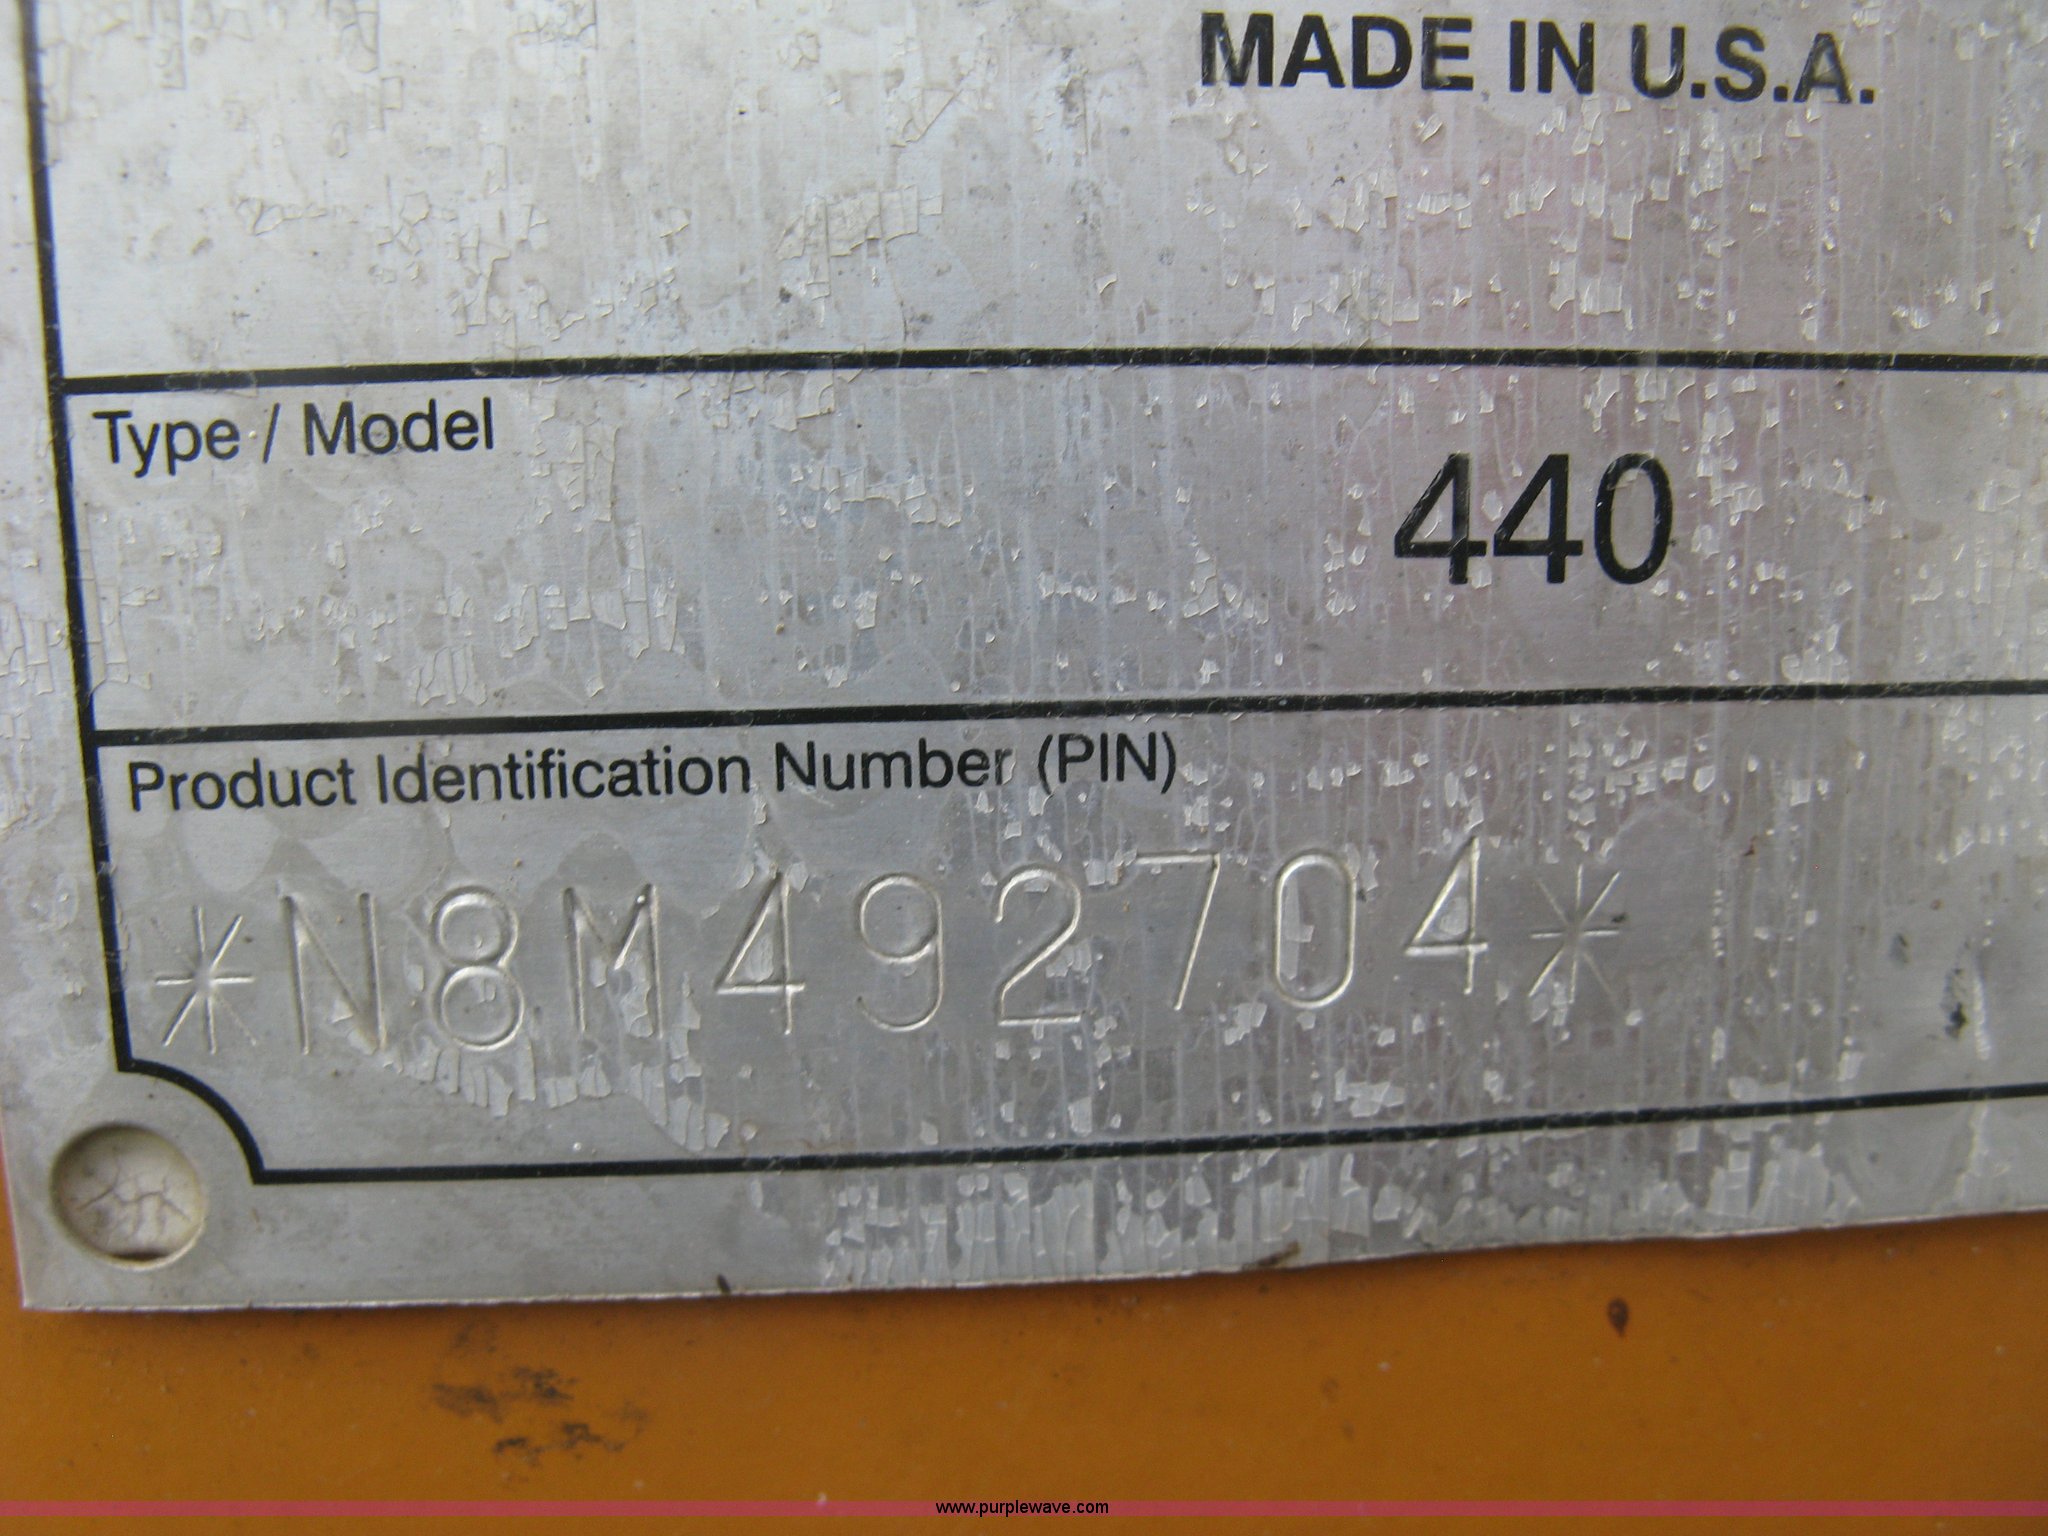 MADE IN U.S.A.
Type / Model
440
Product Identification Number (PIN)
*N8M492704*
www.purplewave.com